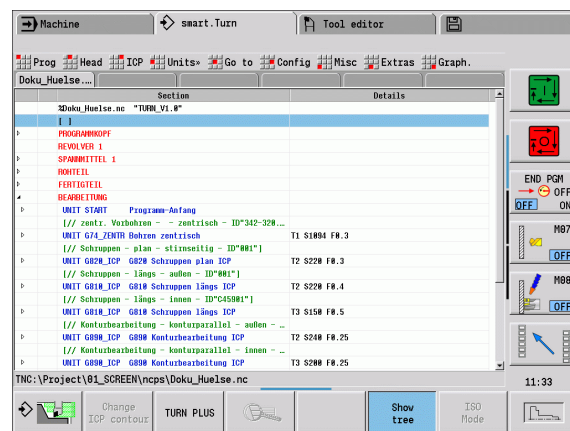 Machine
smart.Turn
Tool editor
Prog Head ICP Units» Go to Config Misc Extras Graph.
Doku_Huelse....
Section Details
%Doku_Huelse.nc "TURN_V1.0"
[ ]
PROGRAMMKOPF
REVOLVER 1
SPANNMITTEL 1
ROHTEIL
FERTIGTEIL
BEARBEITUNG
UNIT START Programm-Anfang
[// zentr. Vorbohren - - zentrisch - ID"342-320...
UNIT G74_ZENTR Bohren zentrisch T1 S1094 F0.3
[// Schruppen - plan - stirnseitig - ID"001"]
UNIT G820_ICP G820 Schruppen plan ICP T2 S220 F0.3
[// Schruppen - längs - außen - ID"001"]
UNIT G810_ICP G810 Schruppen längs ICP T2 S220 F0.4
[// Schruppen - längs - innen - ID"C45901"]
UNIT G810_ICP G810 Schruppen längs ICP T3 S150 F0.5
[// Konturbearbeitung - konturparallel - außen - …
UNIT G890_ICP G890 Konturbearbeitung ICP T2 S240 F0.25
[// Konturbearbeitung - konturparallel - innen - …
UNIT G890_ICP G890 Konturbearbeitung ICP T3 S200 F0.25
TNC:\Project\01_SCREEN\ncps\Doku_Huelse.nc
END PGM
OFF
OFF ON
M07
OFF
M08
OFF
11:33
Change
ICP contour
TURN PLUS
Show
tree
ISO
Mode